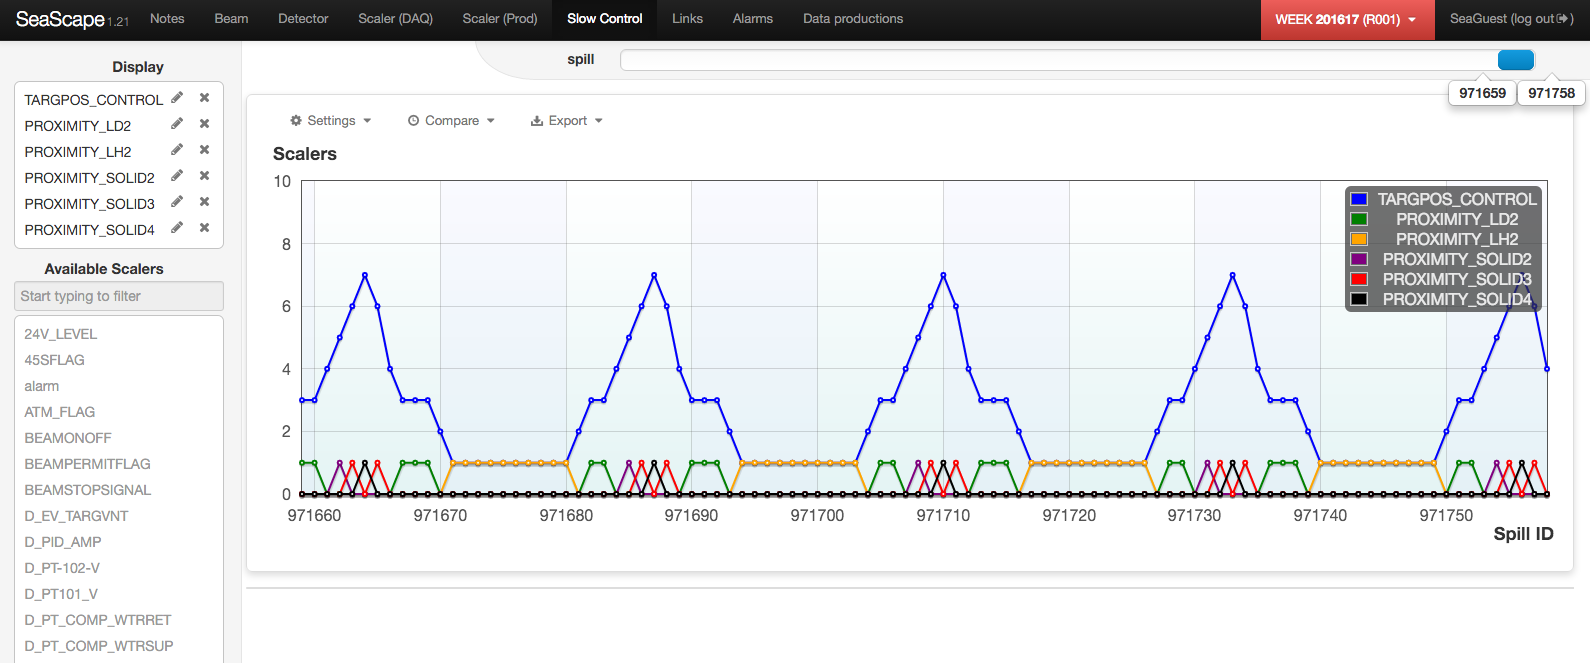 SeaScape 1.21 Notes Beam Detector Scaler (DAQ) Scaler (Prod) Slow Control Links Alarms Data productions WEEK 201617 (R001) SeaGuest (log out)
spill
971659 971758
Display
TARGPOS_CONTROL
PROXIMITY_LD2
PROXIMITY_LH2
PROXIMITY_SOLID2
PROXIMITY_SOLID3
PROXIMITY_SOLID4
Available Scalers
Start typing to filter
24V_LEVEL
45SFLAG
alarm
ATM_FLAG
BEAMONOFF
BEAMPERMITFLAG
BEAMSTOPSIGNAL
D_EV_TARGVNT
D_PID_AMP
D_PT-102-V
D_PT101_V
D_PT_COMP_WTRRET
D_PT_COMP_WTRSUP
Settings Compare Export
Scalers
10
8
6
4
2
0
TARGPOS_CONTROL
PROXIMITY_LD2
PROXIMITY_LH2
PROXIMITY_SOLID2
PROXIMITY_SOLID3
PROXIMITY_SOLID4
971660 971670 971680 971690 971700 971710 971720 971730 971740 971750
Spill ID